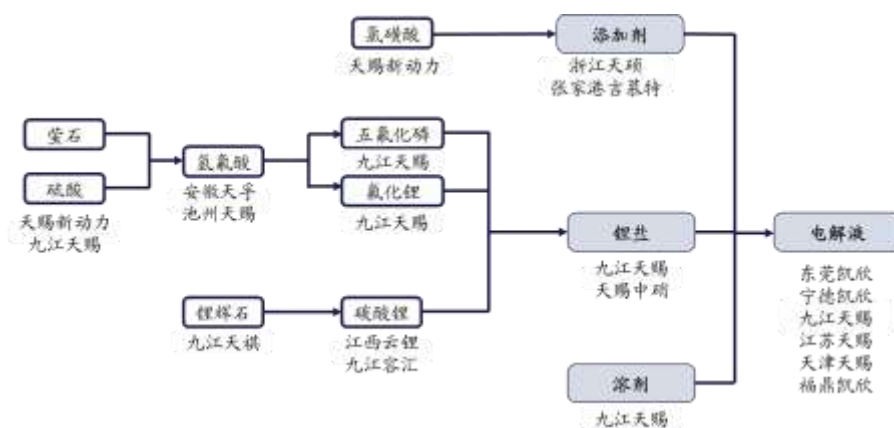 氯磺酸
天赐新动力
添加剂
浙江天硕
张家港吉慕特
萤石
硫酸
天赐新动力
九江天赐
氢氟酸
安徽天孚
池州天赐
五氟化磷
九江天赐
氟化锂
九江天赐
锂辉石
九江天祺
碳酸锂
江西云锂
九江容汇
锂盐
九江天赐
天赐中硝
溶剂
九江天赐
电解液
东莞凯欣
宁德凯欣
九江天赐
江苏天赐
天津天赐
福鼎凯欣